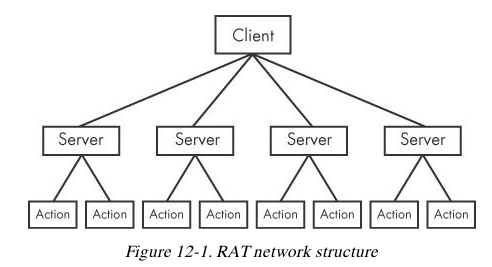 Client
Server Server Server Server
Action Action Action Action Action Action Action Action
Figure 12-1. RAT network structure